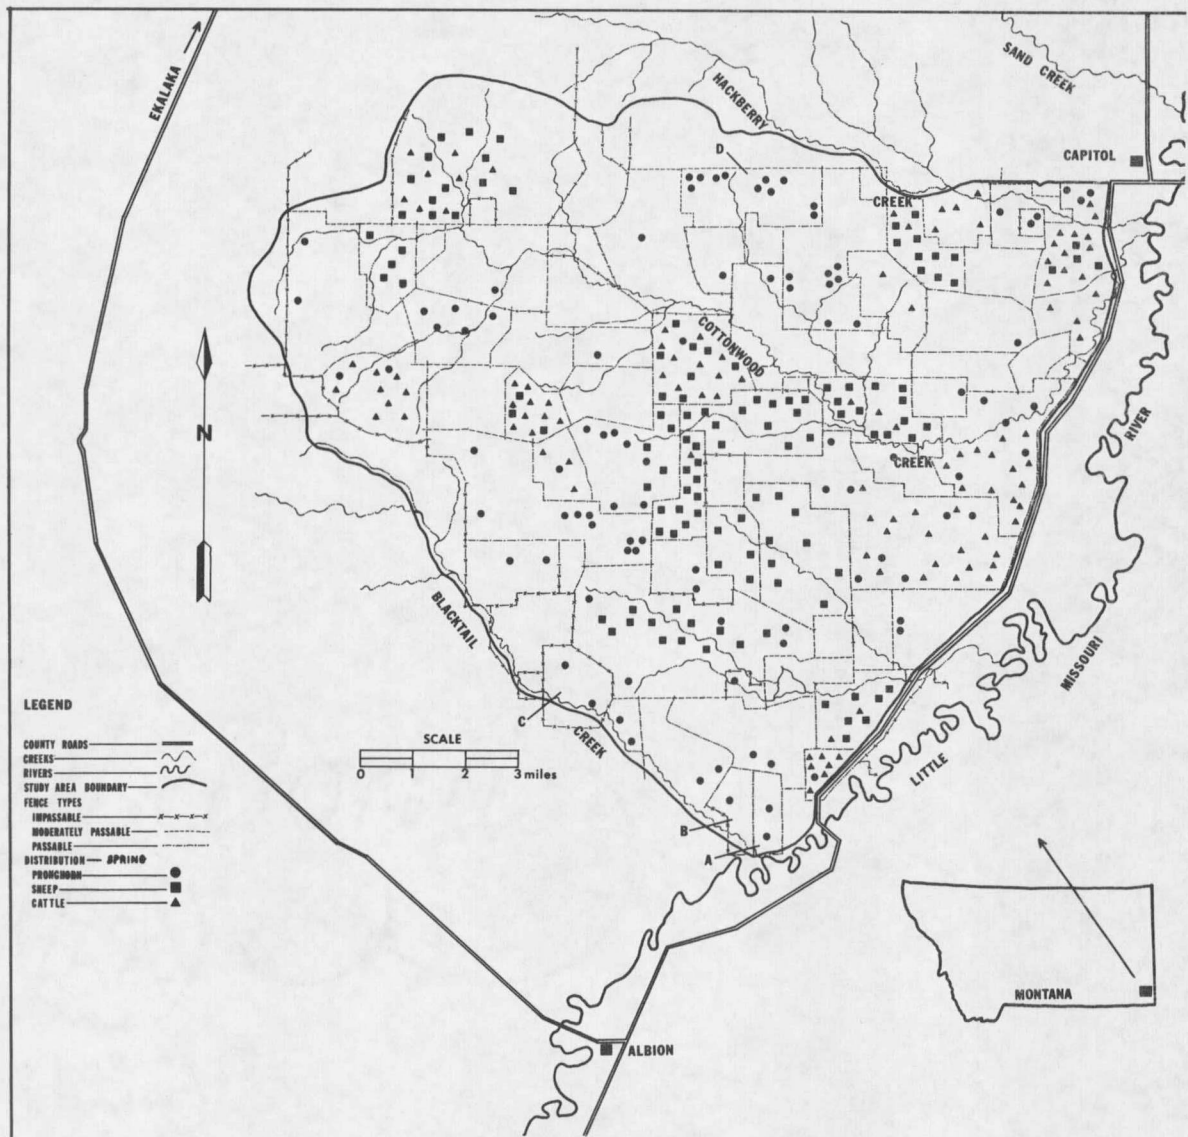 EKALAKA
SAND CREEK
HACKBERRY
CAPITOL
D
CREEK
COTTONWOOD
N
RIVER
CREEK
BLACKTAIL
MISSOURI
C
CREEK
LITTLE
LEGEND
COUNTY ROADS
CREEKS
RIVERS
STUDY AREA BOUNDARY
FENCE TYPES
IMPASSABLE
MODERATELY PASSABLE
PASSABLE
DISTRIBUTION — SPRING
PRONGHORN
SHEEP
CATTLE
SCALE
0 1 2 3 miles
B
A
MONTANA
ALBION